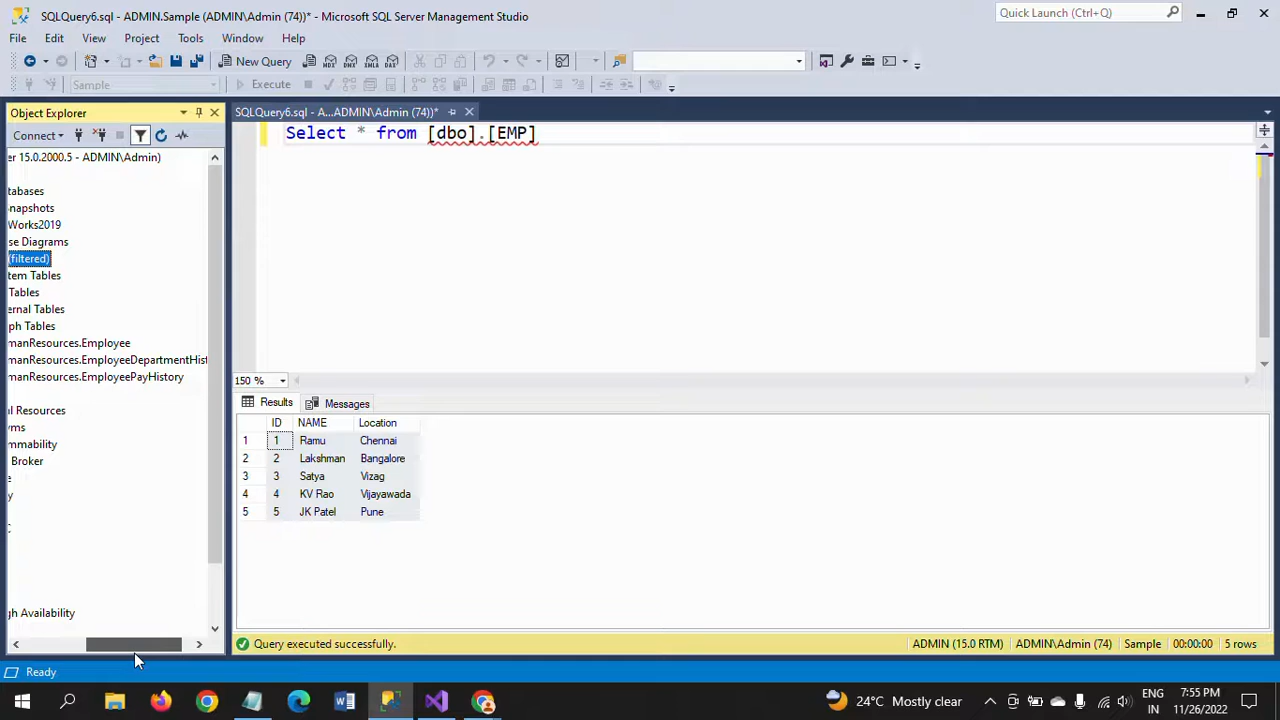 SQLQuery6.sql - ADMIN.Sample (ADMIN\Admin (74))* - Microsoft SQL Server Management Studio
Quick Launch (Ctrl+Q)
File Edit View Project Tools Window Help
New Query
MDX DMX XMLA DAX
Sample
Execute
Object Explorer
SQLQuery6.sql - A...ADMIN\Admin (74))*
Connect
Select * from [dbo].[EMP]
er 15.0.2000.5 - ADMIN\Admin)
tabases
napshots
Works2019
se Diagrams
(filtered)
tem Tables
Tables
ernal Tables
ph Tables
manResources.Employee
manResources.EmployeeDepartmentHist
manResources.EmployeePayHistory
al Resources
yms
mmability
Broker
e
y
C
gh Availability
150 %
Results Messages
ID NAME Location
1 1 Ramu Chennai
2 2 Lakshman Bangalore
3 3 Satya Vizag
4 4 KV Rao Vijayawada
5 5 JK Patel Pune
Query executed successfully.
ADMIN (15.0 RTM) ADMIN\Admin (74) Sample 00:00:00 5 rows
Ready
24°C Mostly clear
ENG
IN
7:55 PM
11/26/2022